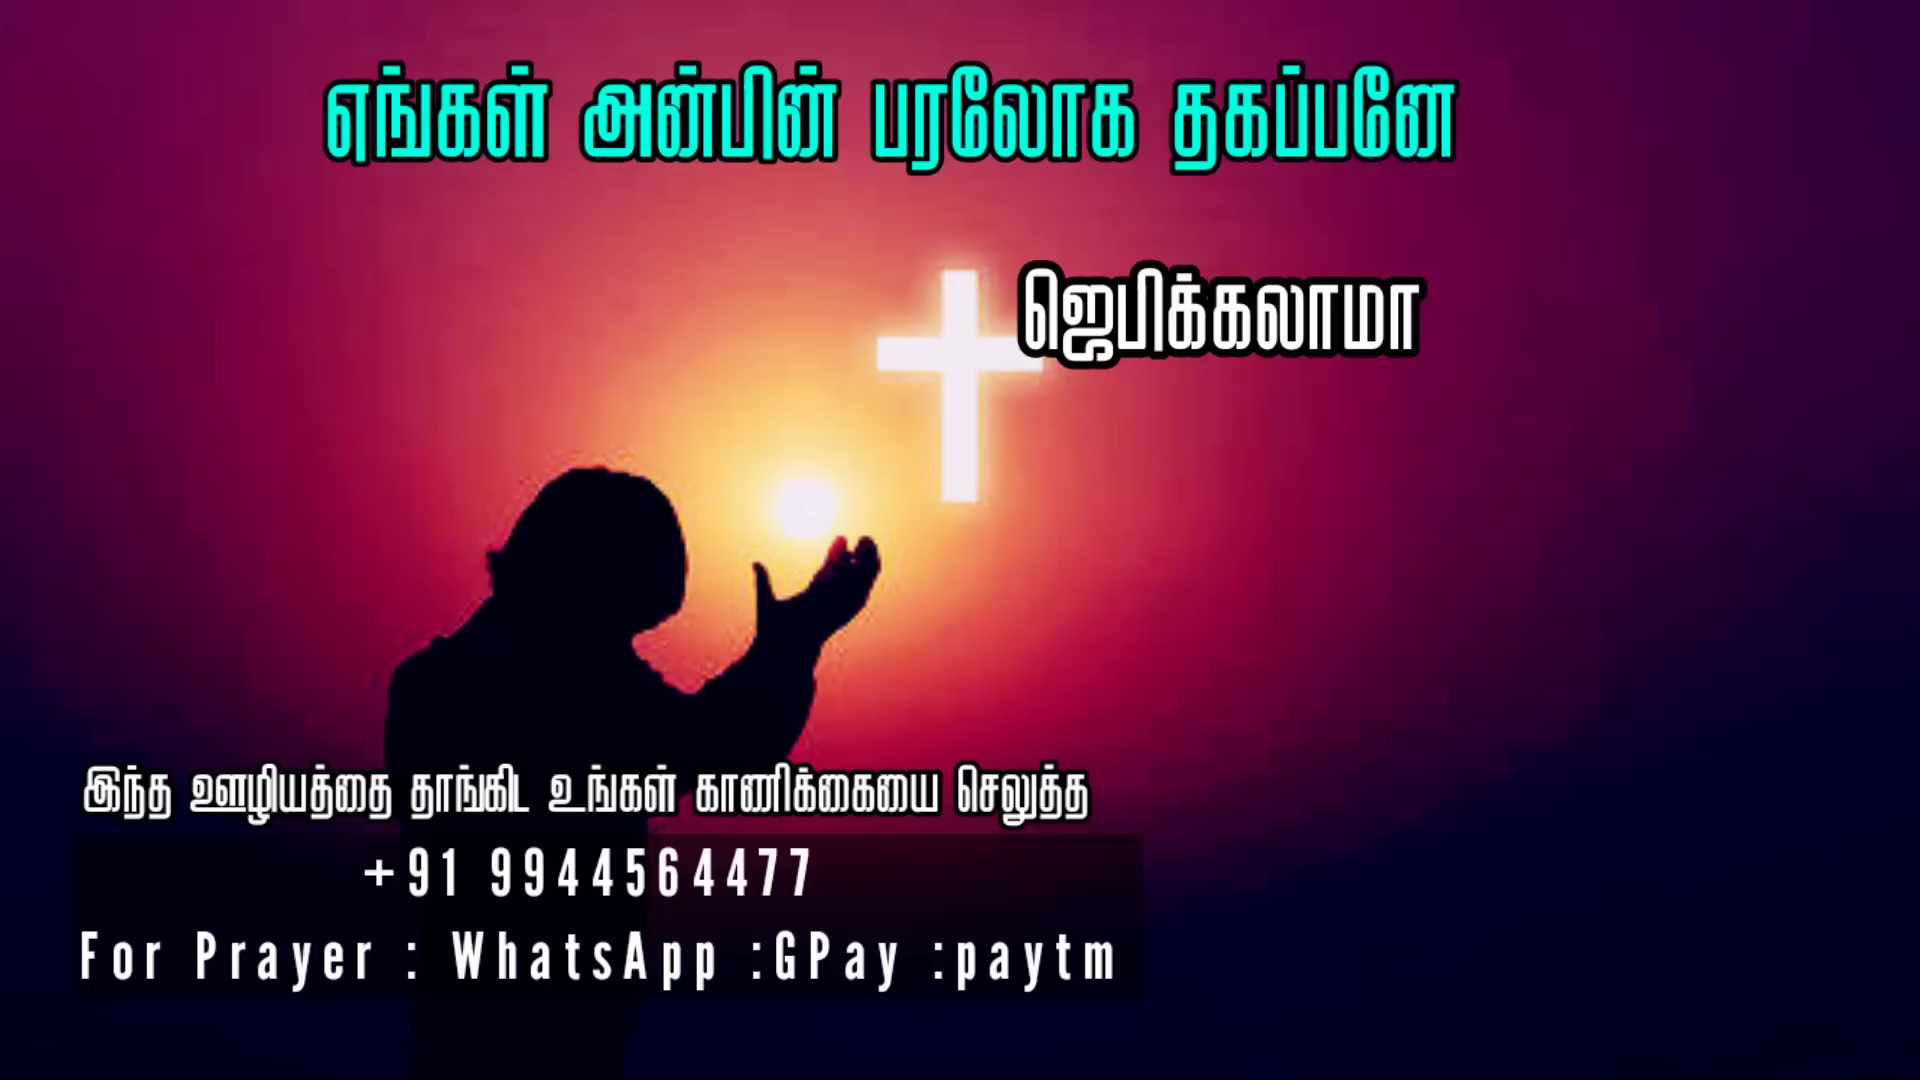 எங்கள் அன்பின் பரலோக தகப்பனே
ஜெபிக்கலாமா
இந்த ஊழியத்தை தாங்கிட உங்கள் காணிக்கையை செலுத்த
+91 9944564477
For Prayer : WhatsApp :GPay :paytm